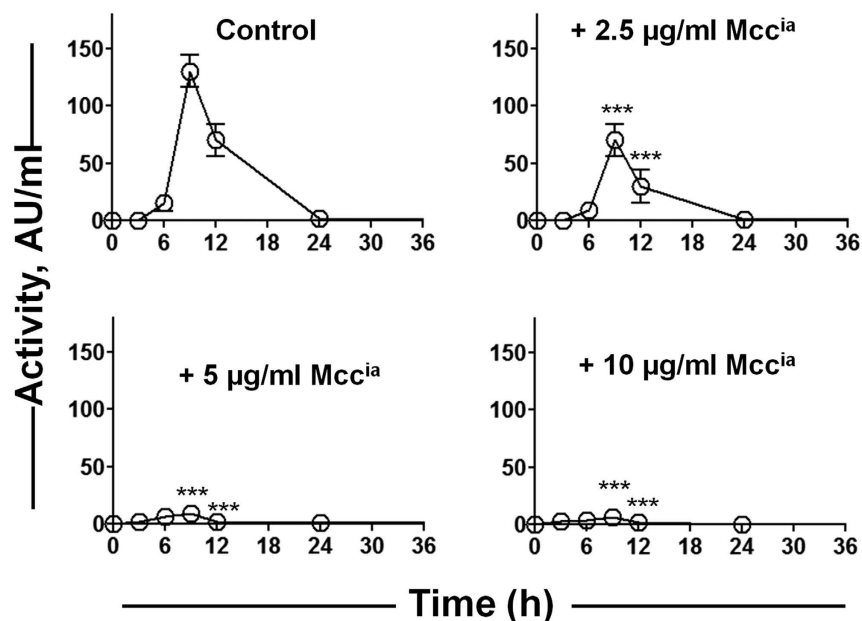 Control
150
100
50
0
0 6 12 18 24 30 36
+ 2.5 µg/ml Mccia
***
***
150
100
50
0
0 6 12 18 24 30 36
Activity, AU/ml
+ 5 µg/ml Mccia
***
***
150
100
50
0
0 6 12 18 24 30 36
+ 10 µg/ml Mccia
***
***
150
100
50
0
0 6 12 18 24 30 36
Time (h)